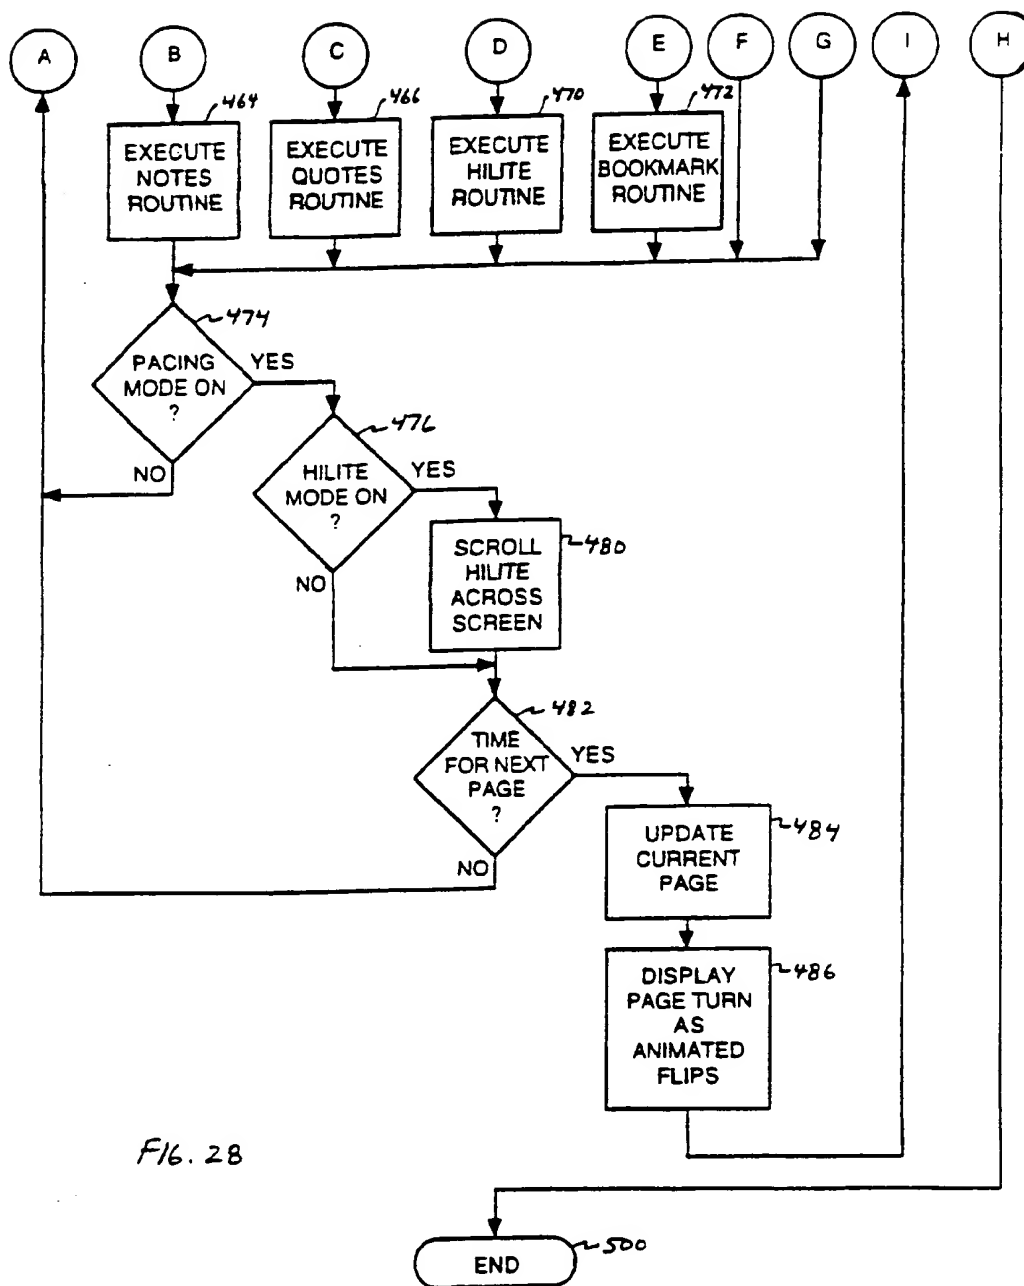 A
B
C
D
E
F
G
I
H
464
466
470
472
EXECUTE
NOTES
ROUTINE
EXECUTE
QUOTES
ROUTINE
EXECUTE
HILITE
ROUTINE
EXECUTE
BOOKMARK
ROUTINE
474
PACING
MODE ON
?
YES
NO
476
HILITE
MODE ON
?
YES
NO
480
SCROLL
HILITE
ACROSS
SCREEN
482
TIME
FOR NEXT
PAGE
?
YES
NO
484
UPDATE
CURRENT
PAGE
486
DISPLAY
PAGE TURN
AS
ANIMATED
FLIPS
FIG. 28
500
END